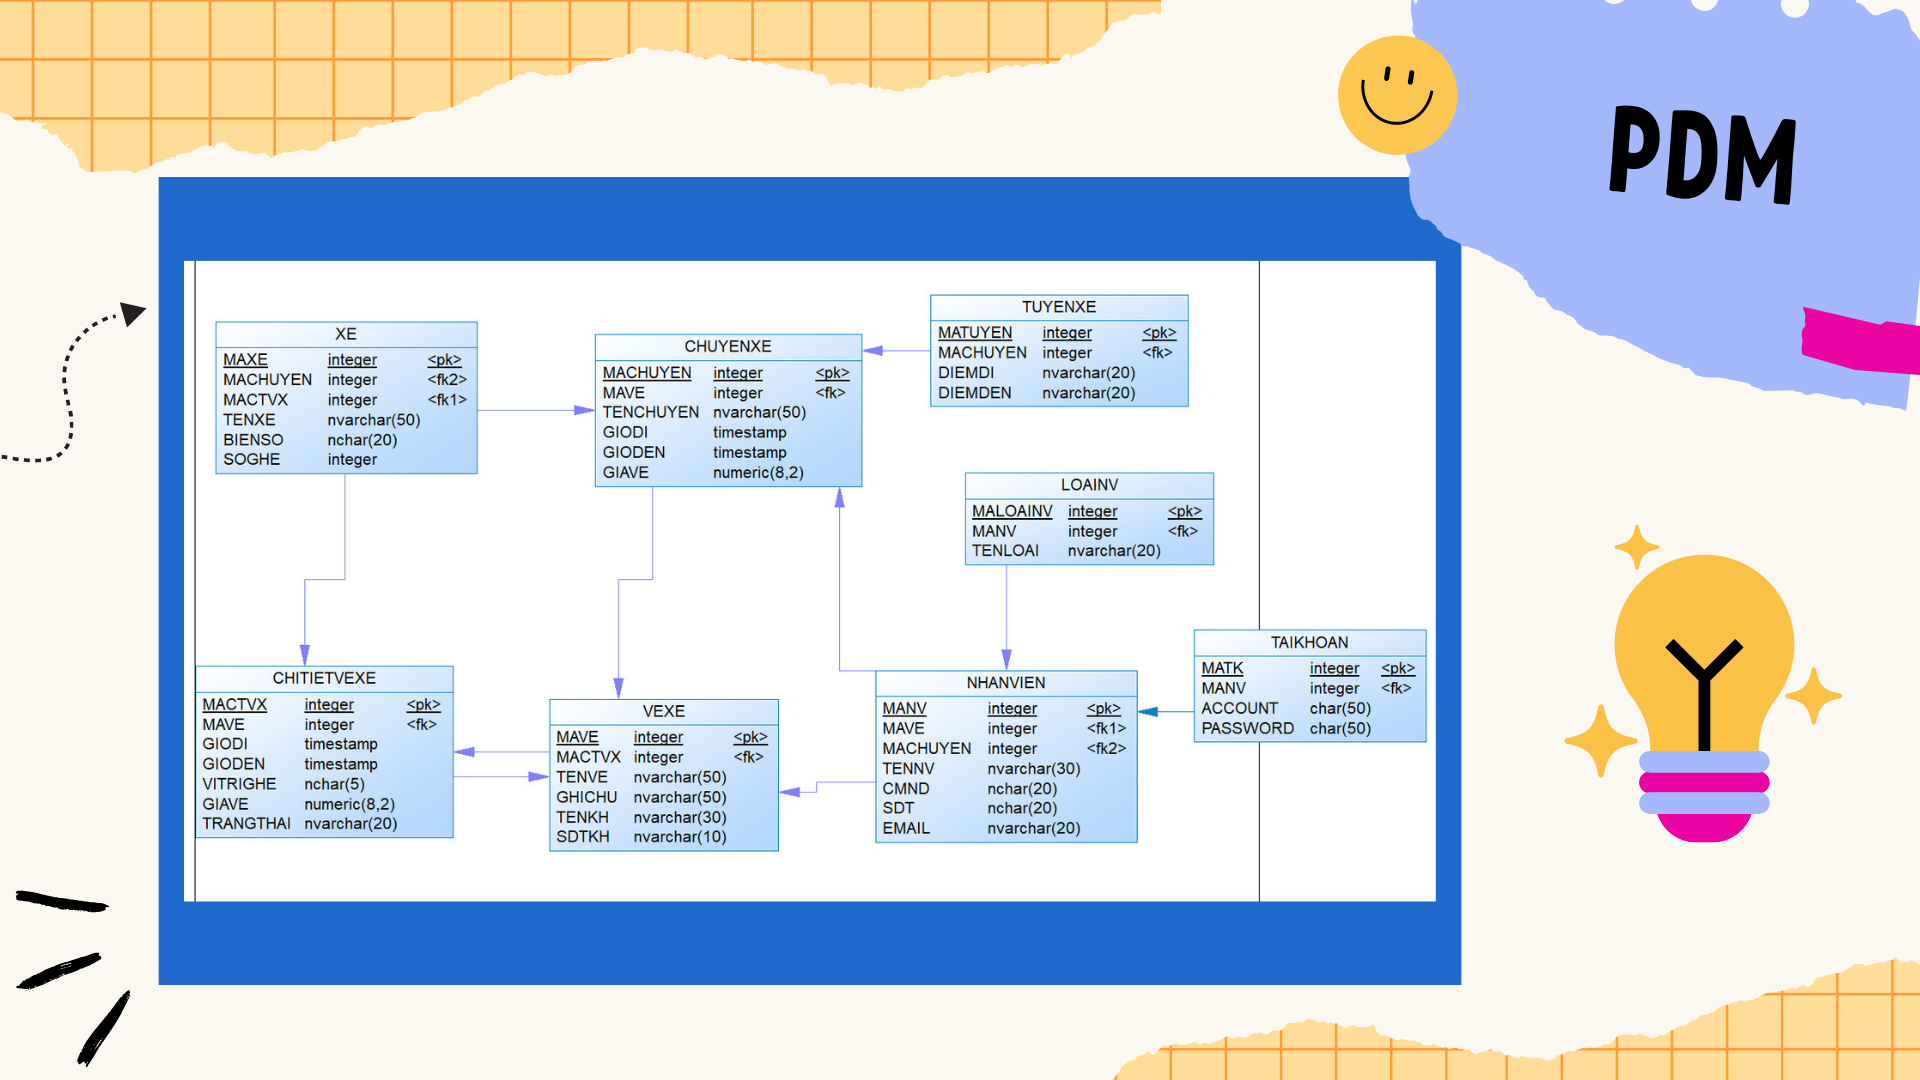 PDM
XE
MAXE integer <pk>
MACHUYEN integer <fk2>
MACTVX integer <fk1>
TENXE nvarchar(50)
BIENSO nchar(20)
SOGHE integer
CHUYENXE
MACHUYEN integer <pk>
MAVE integer <fk>
TENCHUYEN nvarchar(50)
GIODI timestamp
GIODEN timestamp
GIAVE numeric(8,2)
TUYENXE
MATUYEN integer <pk>
MACHUYEN integer <fk>
DIEMDI nvarchar(20)
DIEMDEN nvarchar(20)
LOAINV
MALOAINV integer <pk>
MANV integer <fk>
TENLOAI nvarchar(20)
CHITIETVEXE
MACTVX integer <pk>
MAVE integer <fk>
GIODI timestamp
GIODEN timestamp
VITRIGHE nchar(5)
GIAVE numeric(8,2)
TRANGTHAI nvarchar(20)
VEXE
MAVE integer <pk>
MACTVX integer <fk>
TENVE nvarchar(50)
GHICHU nvarchar(50)
TENKH nvarchar(30)
SDTKH nvarchar(10)
NHANVIEN
MANV integer <pk>
MAVE integer <fk1>
MACHUYEN integer <fk2>
TENNV nvarchar(30)
CMND nchar(20)
SDT nchar(20)
EMAIL nvarchar(20)
TAIKHOAN
MATK integer <pk>
MANV integer <fk>
ACCOUNT char(50)
PASSWORD char(50)